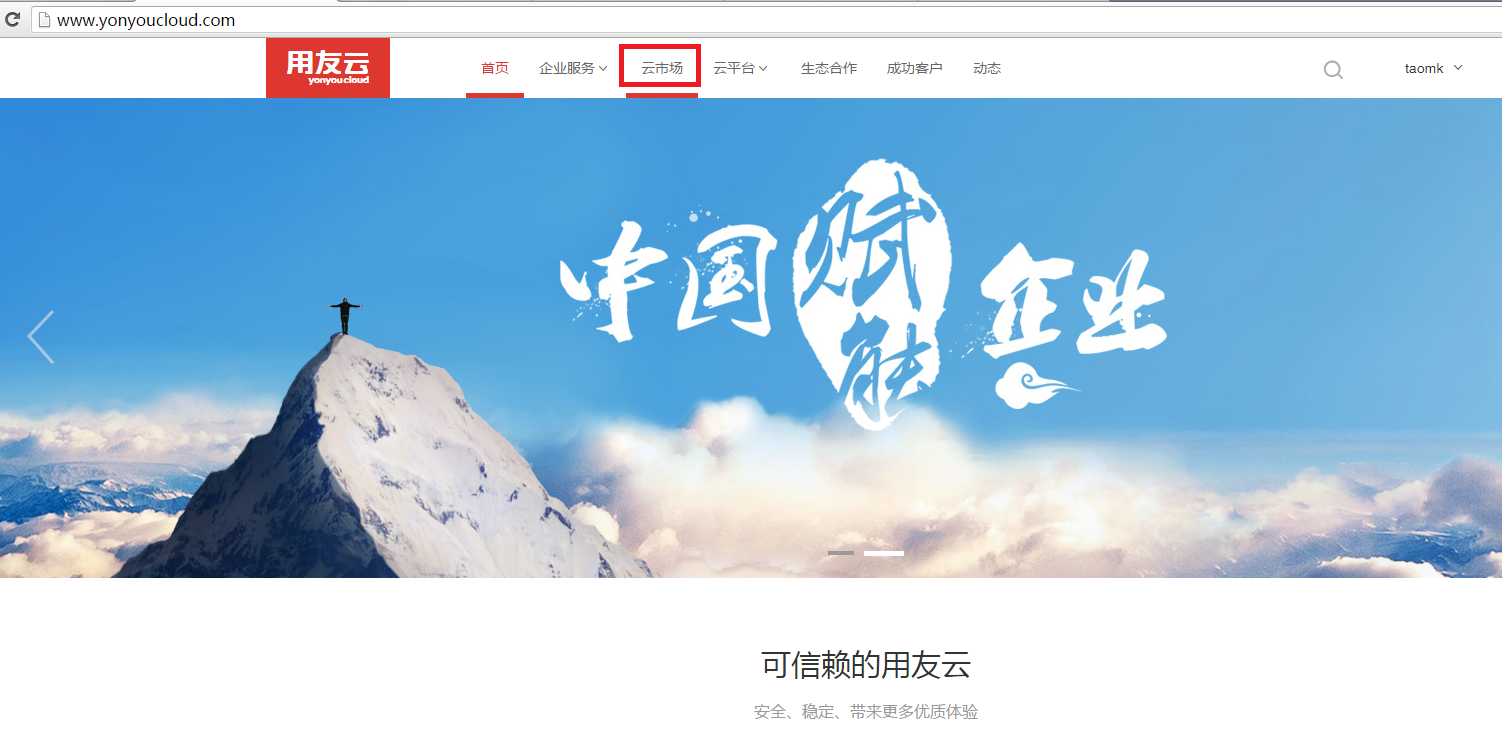 www.yonyoucloud.com
用友云
yonyou cloud
首页 企业服务 云市场 云平台 生态合作 成功客户 动态 taomk
中国赋能企业
可信赖的用友云
安全、稳定、带来更多优质体验